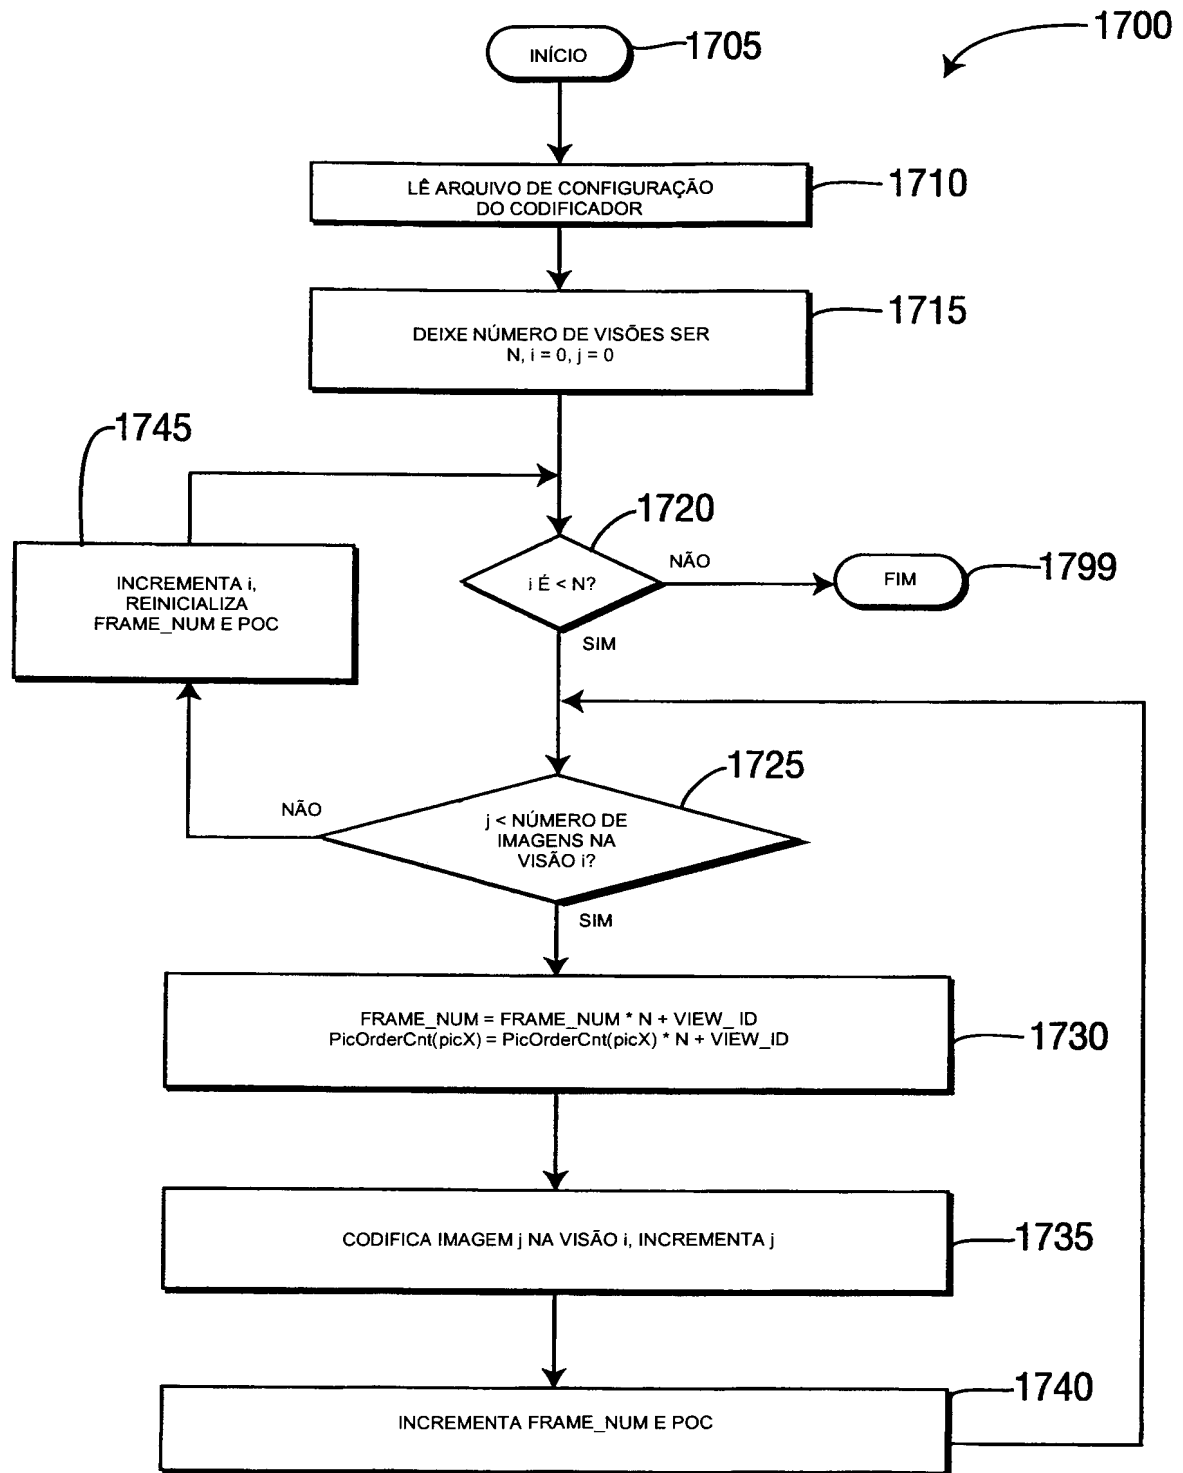 1700
INÍCIO
1705
LÊ ARQUIVO DE CONFIGURAÇÃO
DO CODIFICADOR
1710
DEIXE NÚMERO DE VISÕES SER
N, i = 0, j = 0
1715
1745
INCREMENTA i,
REINICIALIZA
FRAME_NUM E POC
1720
i É < N?
NÃO
SIM
FIM
1799
1725
j < NÚMERO DE
IMAGENS NA
VISÃO i?
NÃO
SIM
FRAME_NUM = FRAME_NUM * N + VIEW_ ID
PicOrderCnt(picX) = PicOrderCnt(picX) * N + VIEW_ID
1730
CODIFICA IMAGEM j NA VISÃO i, INCREMENTA j
1735
INCREMENTA FRAME_NUM E POC
1740